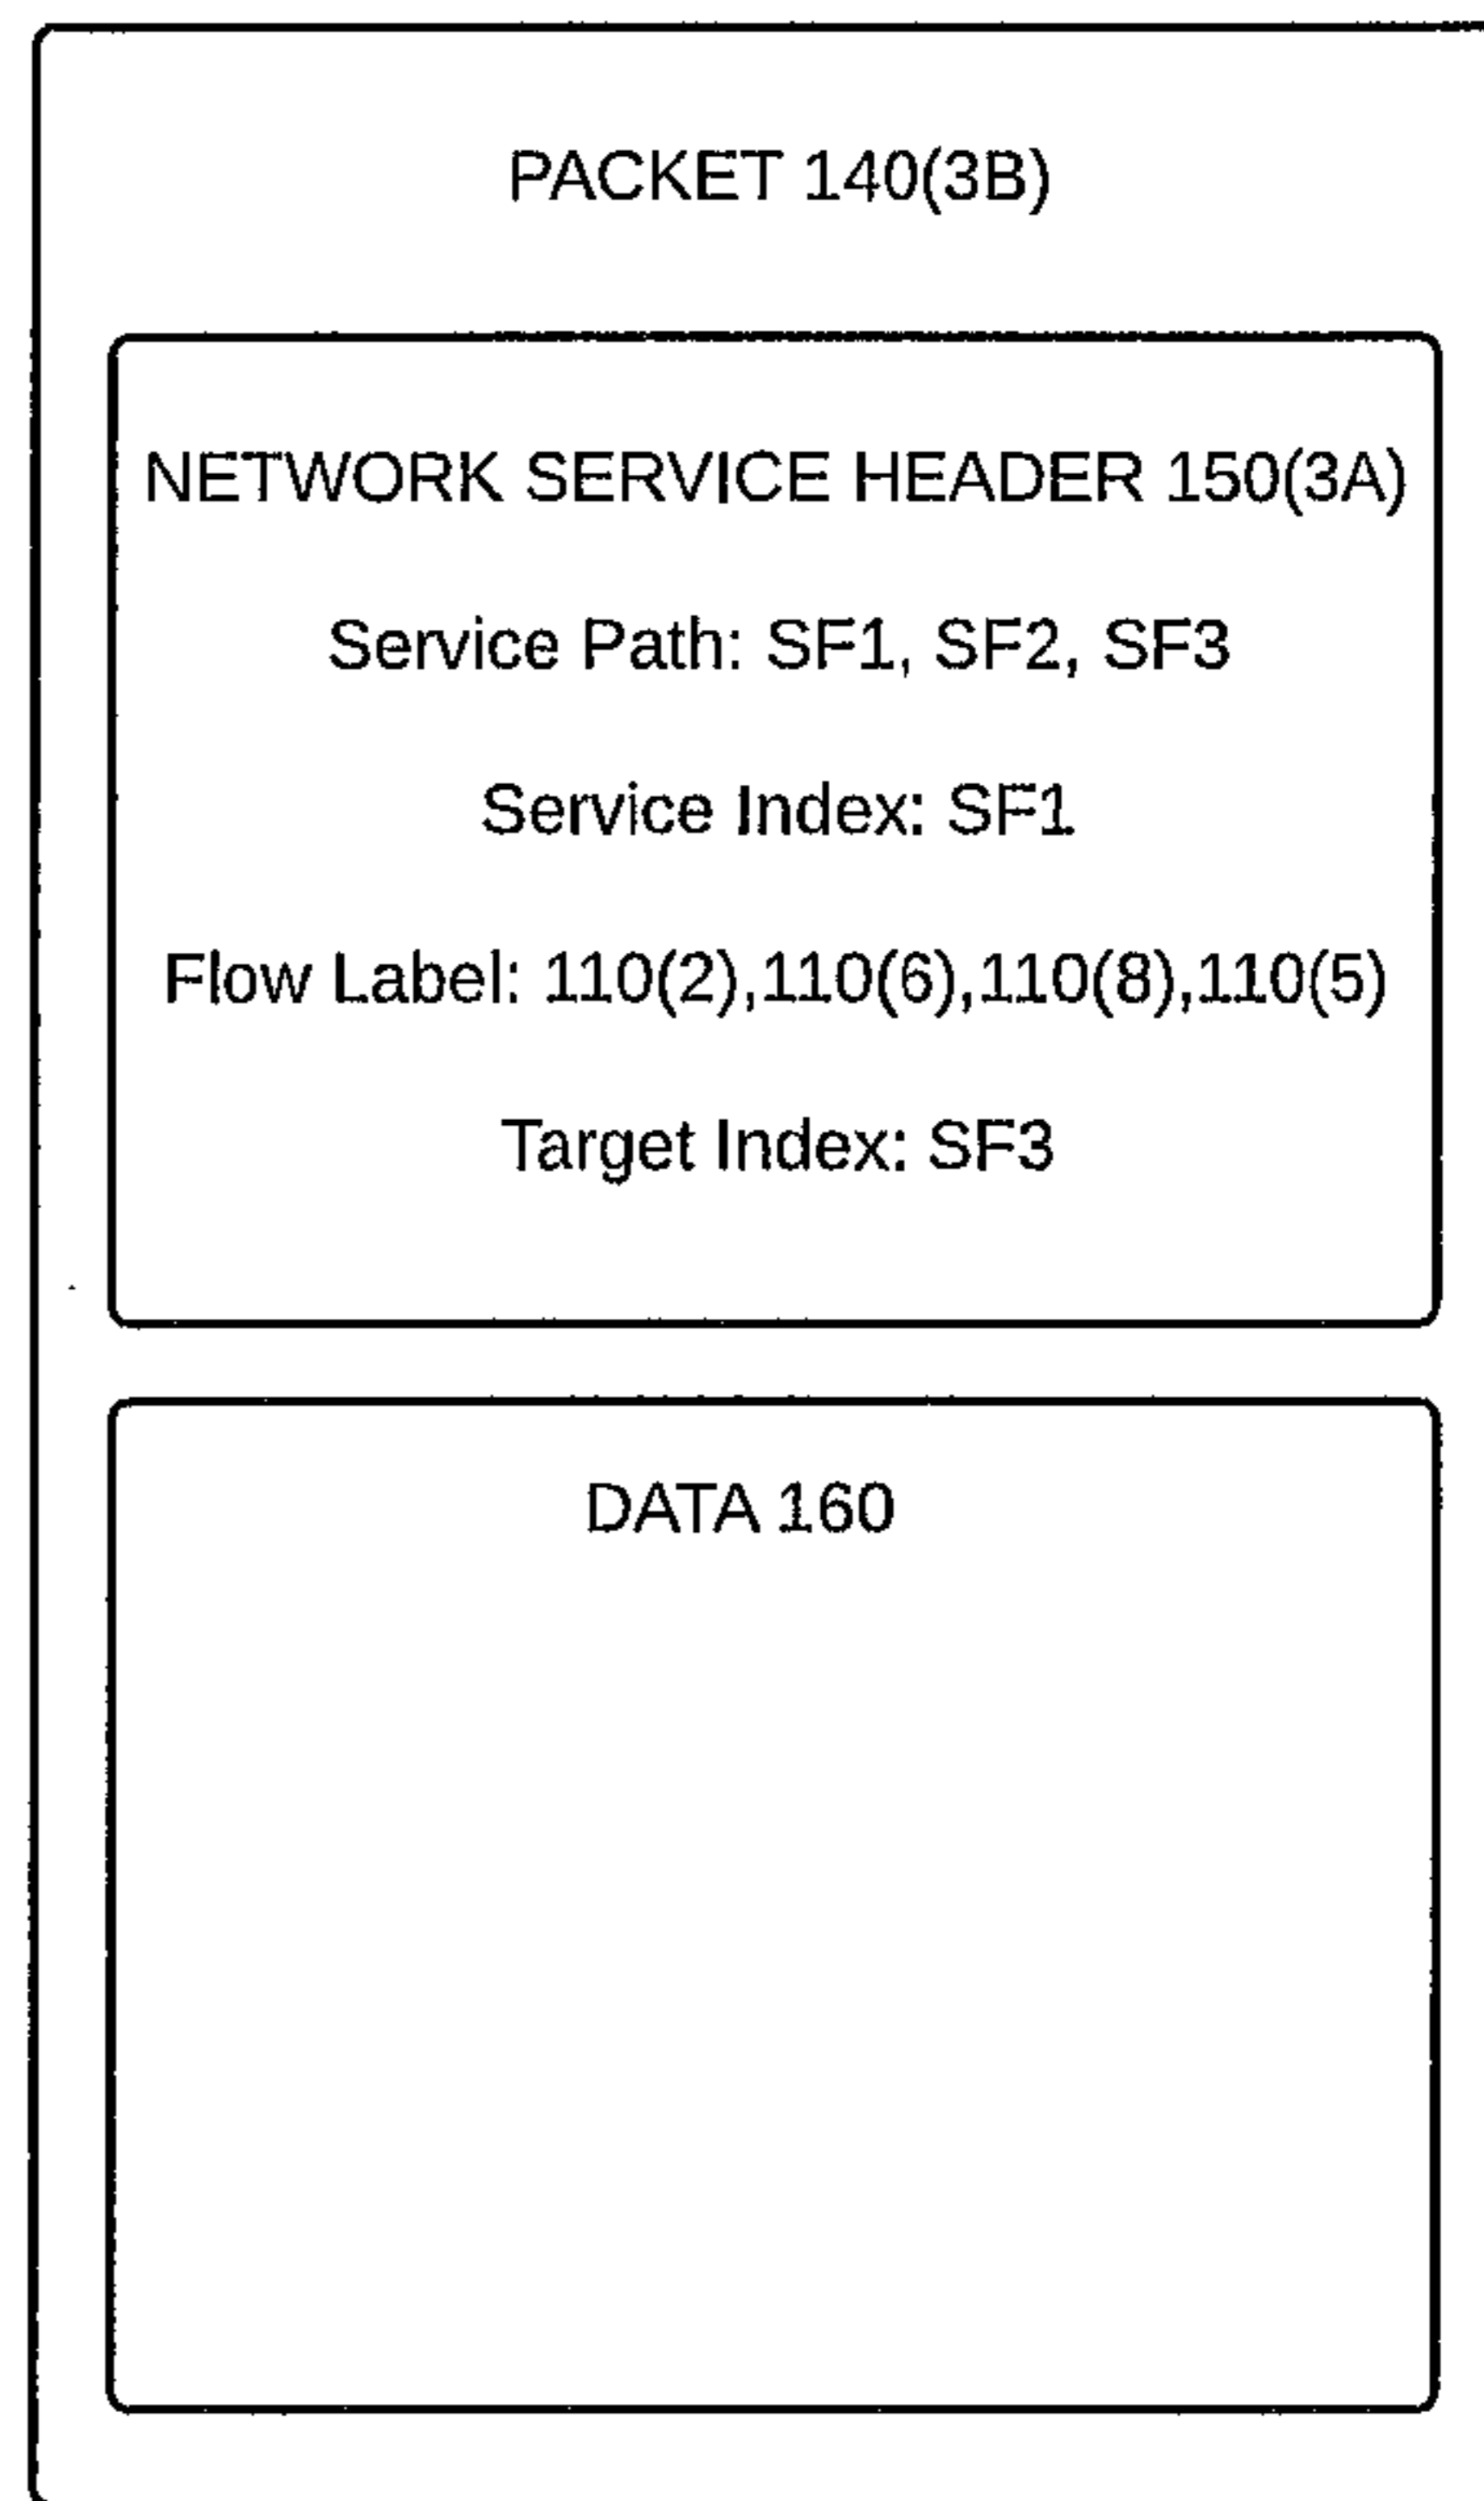 PACKET 140(3B)
NETWORK SERVICE HEADER 150(3A)
Service Path: SF1, SF2, SF3
Service Index: SF1
Flow Label: 110(2),110(6),110(8),110(5)
Target Index: SF3
DATA 160